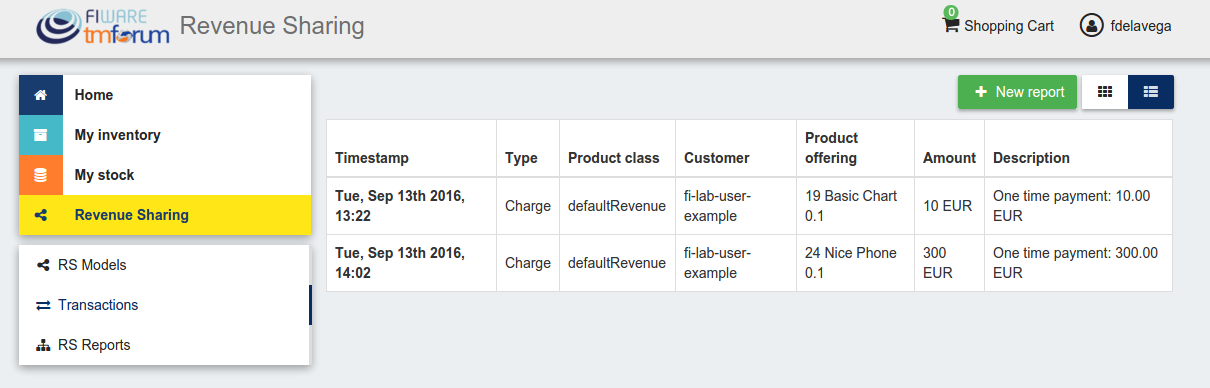 FIWARE
tmforum
Revenue Sharing
0
Shopping Cart
fdelavega
Home
My inventory
My stock
Revenue Sharing
RS Models
Transactions
RS Reports
New report
Timestamp Type Product class Customer Product offering Amount Description
Tue, Sep 13th 2016, 13:22 Charge defaultRevenue fi-lab-user-example 19 Basic Chart 0.1 10 EUR One time payment: 10.00 EUR
Tue, Sep 13th 2016, 14:02 Charge defaultRevenue fi-lab-user-example 24 Nice Phone 0.1 300 EUR One time payment: 300.00 EUR